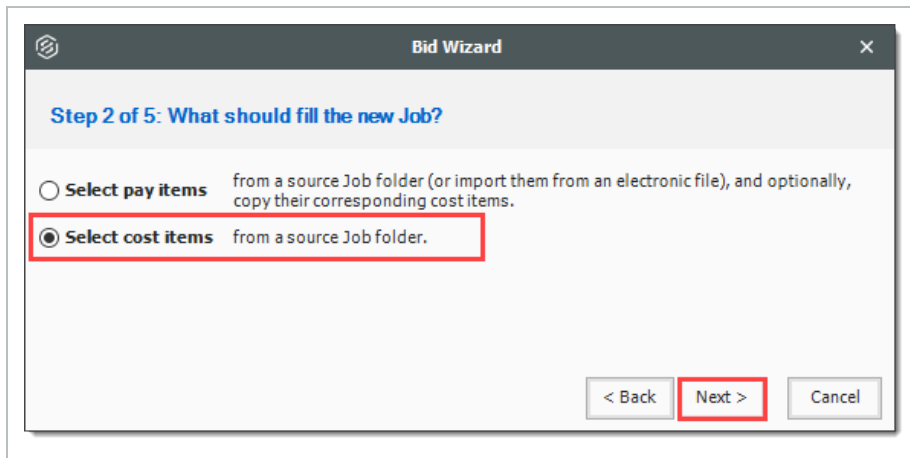 Bid Wizard
Step 2 of 5: What should fill the new Job?
Select pay items from a source Job folder (or import them from an electronic file), and optionally,
copy their corresponding cost items.
Select cost items from a source Job folder.
< Back Next > Cancel